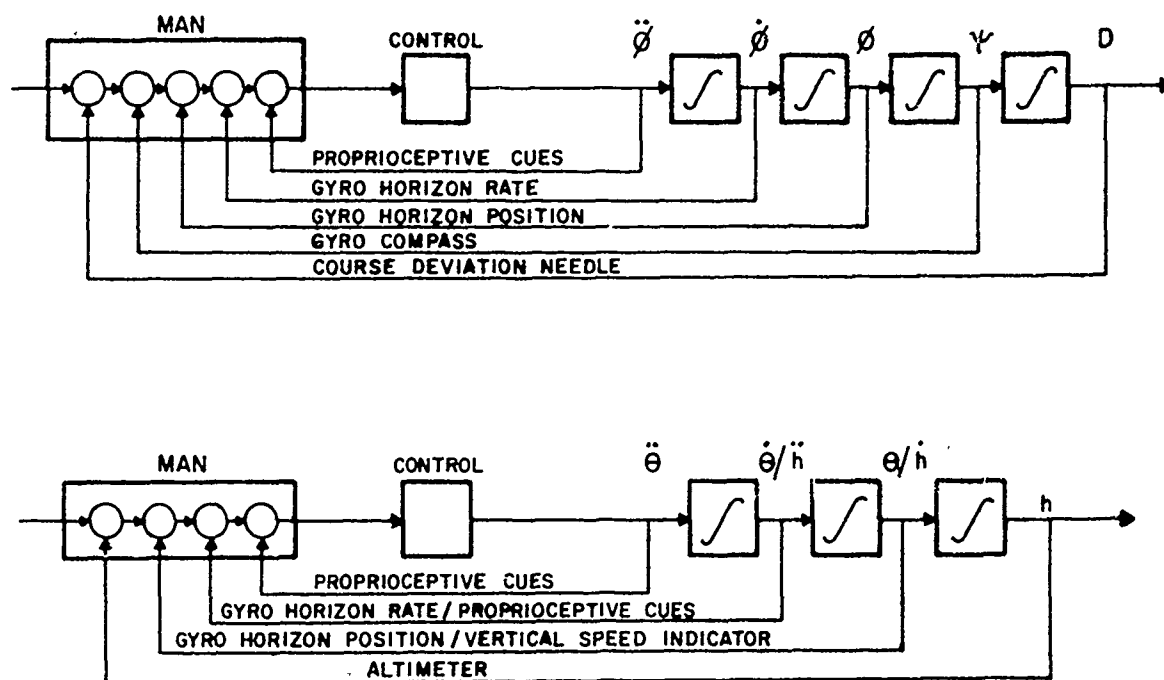 MAN
CONTROL
φ̈
φ̇
φ
ψ
D
∫
∫
∫
∫
PROPRIOCEPTIVE CUES
GYRO HORIZON RATE
GYRO HORIZON POSITION
GYRO COMPASS
COURSE DEVIATION NEEDLE
MAN
CONTROL
θ̈
θ̇/ḧ
θ/ḣ
h
∫
∫
∫
PROPRIOCEPTIVE CUES
GYRO HORIZON RATE/PROPRIOCEPTIVE CUES
GYRO HORIZON POSITION/VERTICAL SPEED INDICATOR
ALTIMETER